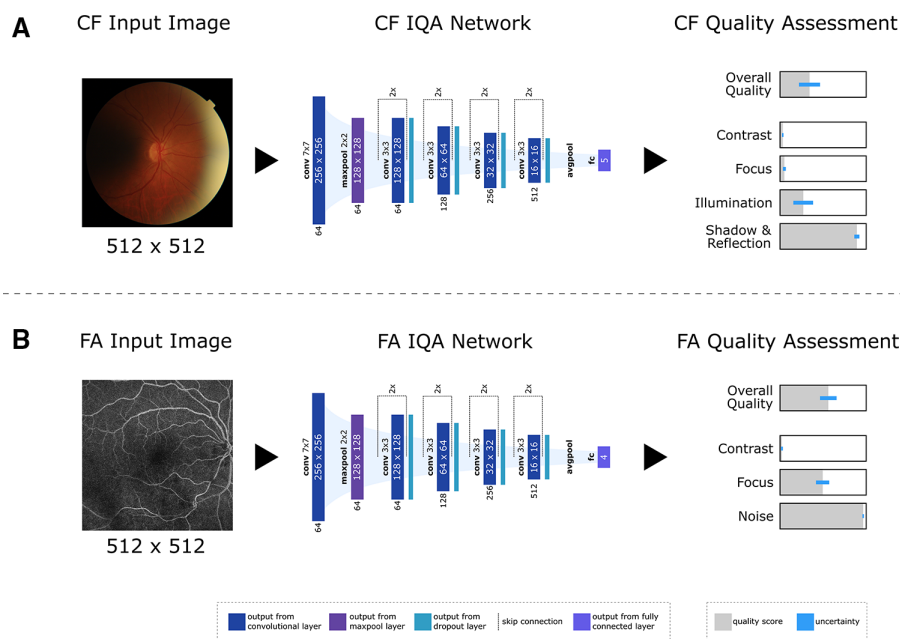 A
CF Input Image
CF IQA Network
CF Quality Assessment
512 x 512
conv 7x7
256 x 256
64
maxpool 2x2
128 x 128
64
2x
conv 3x3
128 x 128
64
2x
conv 3x3
64 x 64
128
2x
conv 3x3
32 x 32
256
2x
conv 3x3
16 x 16
512
avgpool
fc
5
Overall
Quality
Contrast
Focus
Illumination
Shadow &
Reflection
B
FA Input Image
FA IQA Network
FA Quality Assessment
512 x 512
conv 7x7
256 x 256
64
maxpool 2x2
128 x 128
64
2x
conv 3x3
128 x 128
64
2x
conv 3x3
64 x 64
128
2x
conv 3x3
32 x 32
256
2x
conv 3x3
16 x 16
512
avgpool
fc
4
Overall
Quality
Contrast
Focus
Noise
output from
convolutional layer
output from
maxpool layer
output from
dropout layer
skip connection
output from fully
connected layer
quality score
uncertainty